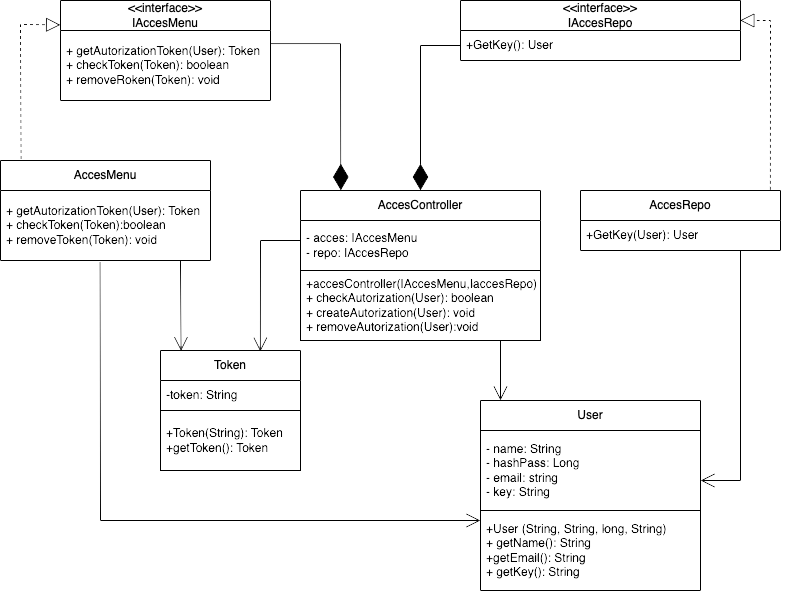 <<interface>>
IAccesMenu
+ getAutorizationToken(User): Token
+ checkToken(Token): boolean
+ removeRoken(Token): void
<<interface>>
IAccesRepo
+GetKey(): User
AccesMenu
+ getAutorizationToken(User): Token
+ checkToken(Token):boolean
+ removeToken(Token): void
AccesController
- acces: IAccesMenu
- repo: IAccesRepo
+accesController(IAccesMenu,IaccesRepo)
+ checkAutorization(User): boolean
+ createAutorization(User): void
+ removeAutorization(User):void
AccesRepo
+GetKey(User): User
Token
-token: String
+Token(String): Token
+getToken(): Token
User
- name: String
- hashPass: Long
- email: string
- key: String
+User (String, String, long, String)
+ getName(): String
+getEmail(): String
+ getKey(): String